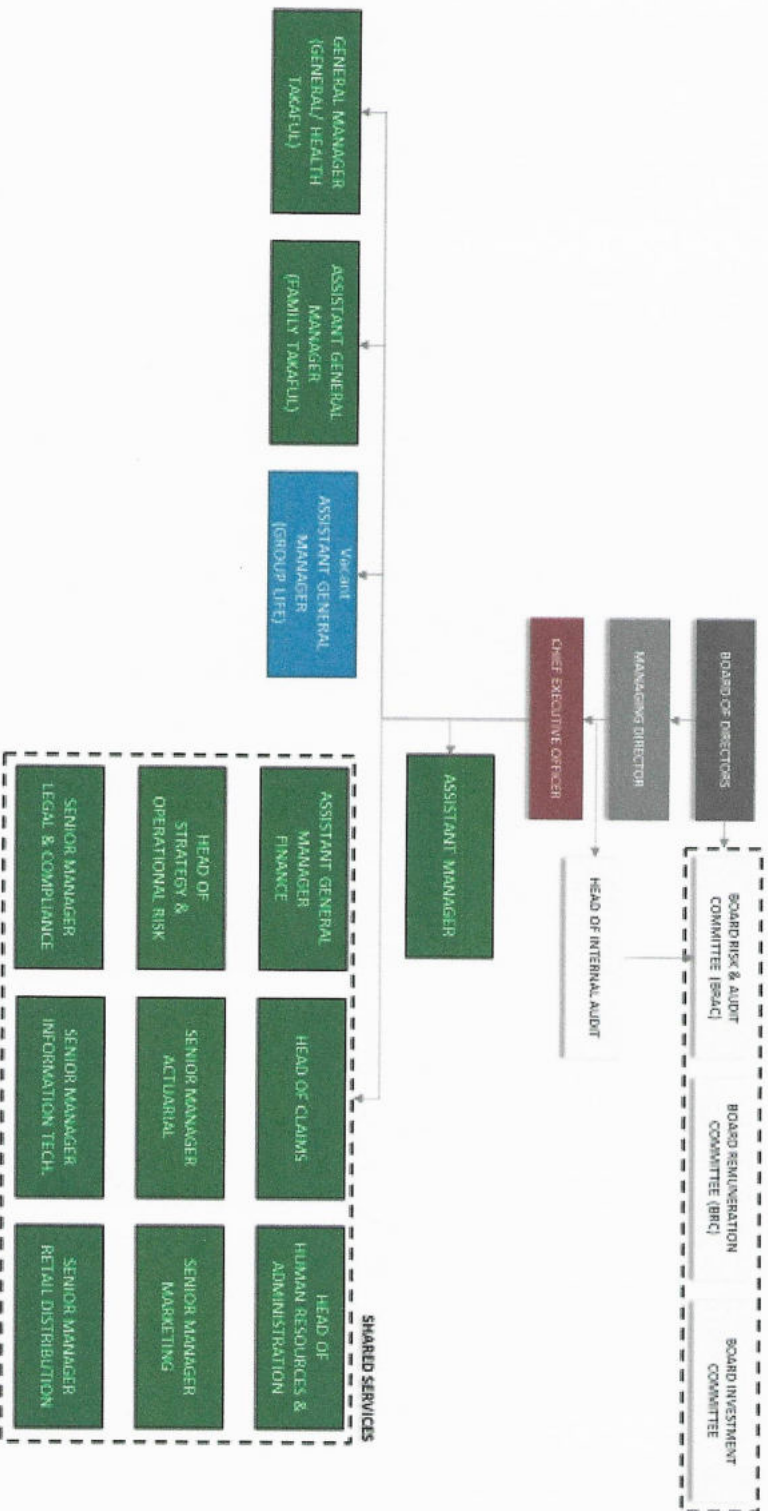 BOARD OF DIRECTORS
BOARD RISK & AUDIT
COMMITTEE (BRAC)
BOARD REMUNERATION
COMMITTEE (BRC)
BOARD INVESTMENT
COMMITTEE
MANAGING DIRECTOR
HEAD OF INTERNAL AUDIT
CHIEF EXECUTIVE OFFICER
ASSISTANT MANAGER
GENERAL MANAGER
(GENERAL/ HEALTH
TAKAFUL)
ASSISTANT GENERAL
MANAGER
(FAMILY TAKAFUL)
Vacant
ASSISTANT GENERAL
MANAGER
(GROUP LIFE)
SHARED SERVICES
ASSISTANT GENERAL
MANAGER
FINANCE
HEAD OF CLAIMS
HEAD OF
HUMAN RESOURCES &
ADMINISTRATION
HEAD OF
STRATEGY &
OPERATIONAL RISK
SENIOR MANAGER
ACTUARIAL
SENIOR MANAGER
MARKETING
SENIOR MANAGER
LEGAL & COMPLIANCE
SENIOR MANAGER
INFORMATION TECH.
SENIOR MANAGER
RETAIL DISTRIBUTION